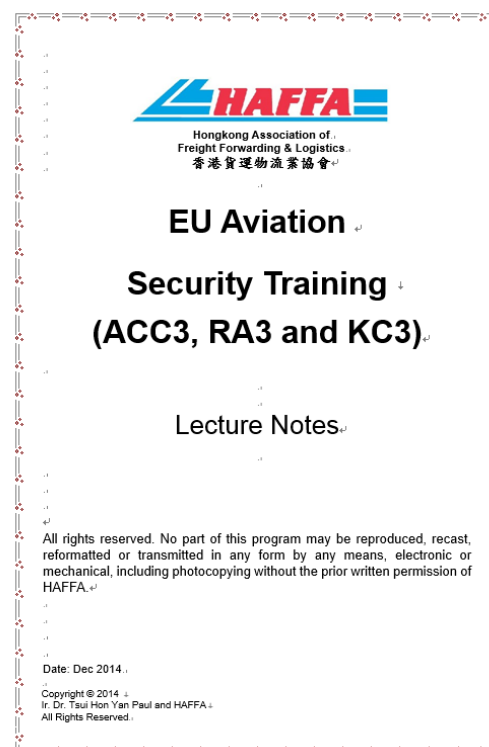 HAFFA
Hongkong Association of
Freight Forwarding & Logistics
香港貨運物流業協會
EU Aviation
Security Training
(ACC3, RA3 and KC3)
Lecture Notes
All rights reserved. No part of this program may be reproduced, recast,
reformatted or transmitted in any form by any means, electronic or
mechanical, including photocopying without the prior written permission of
HAFFA.
Date: Dec 2014
Copyright © 2014
Ir. Dr. Tsui Hon Yan Paul and HAFFA
All Rights Reserved